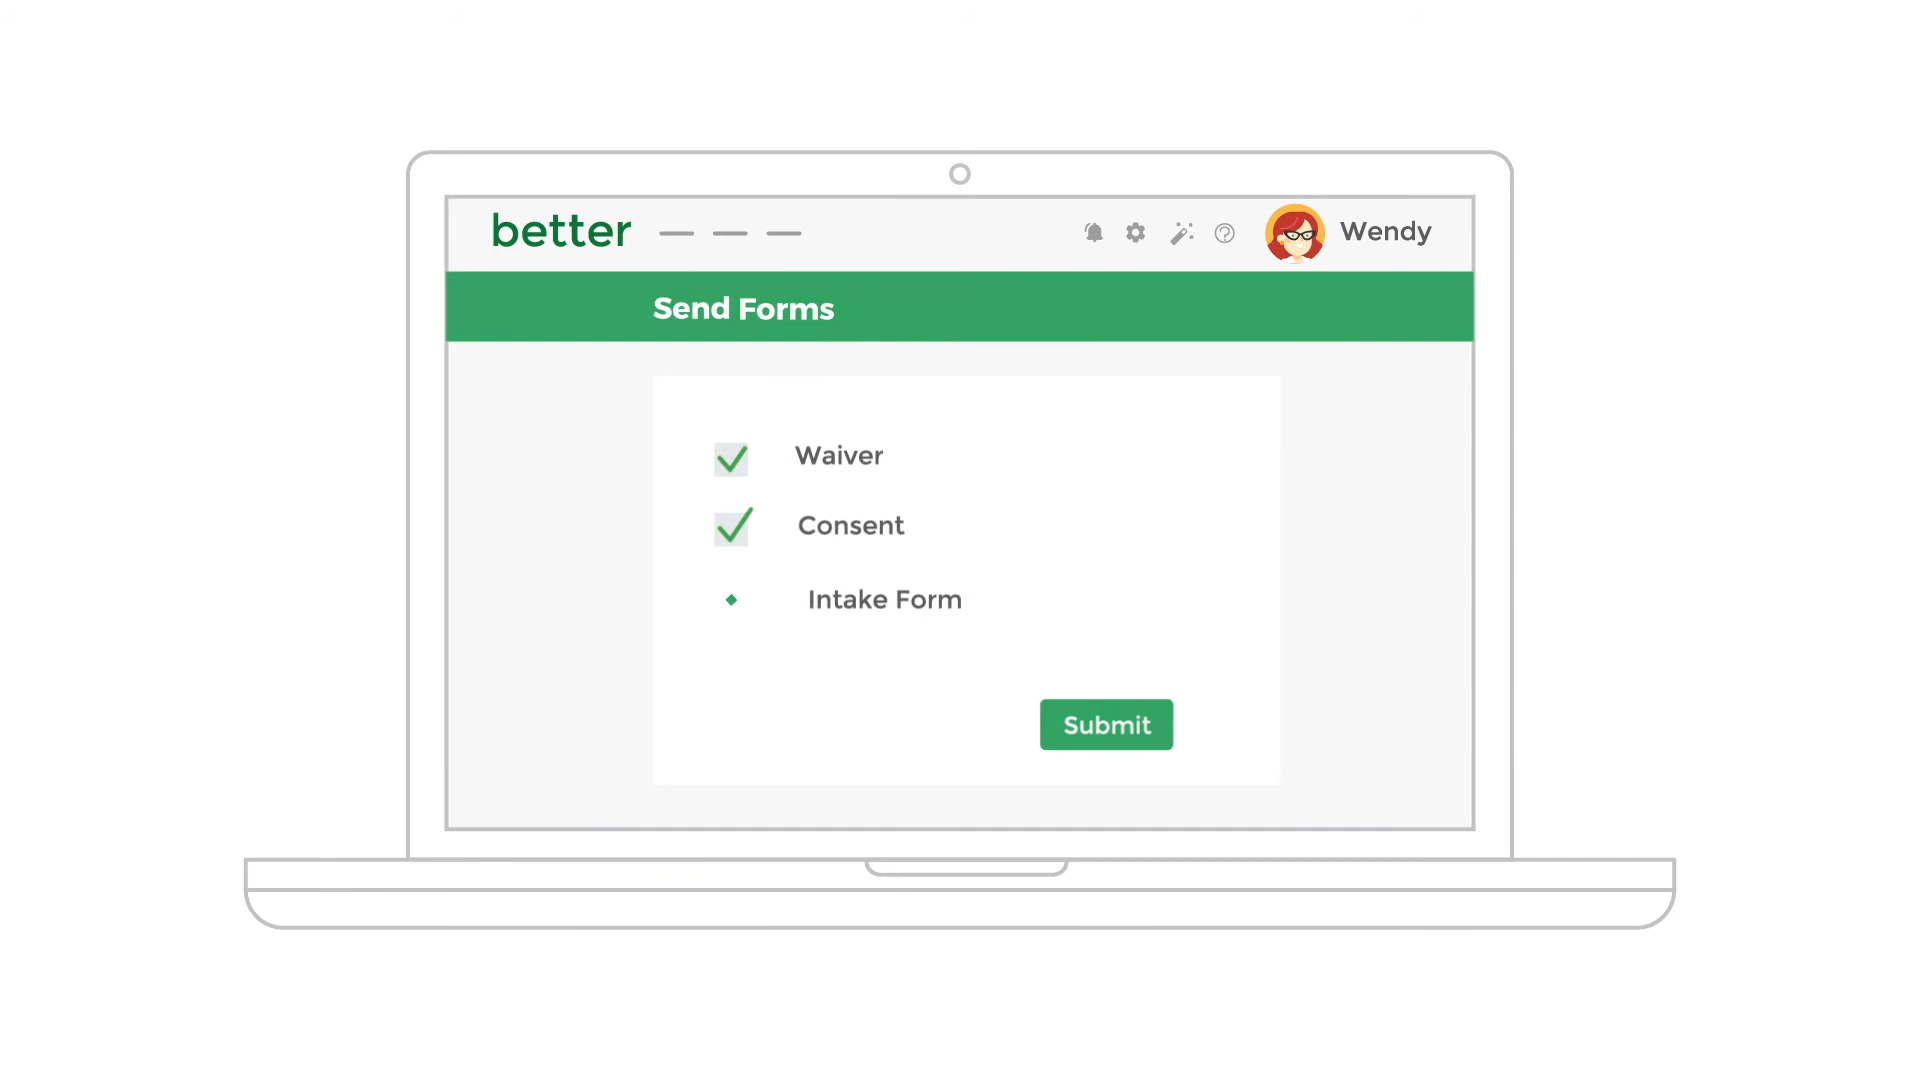 better
Wendy
Send Forms
Waiver
Consent
Intake Form
Submit